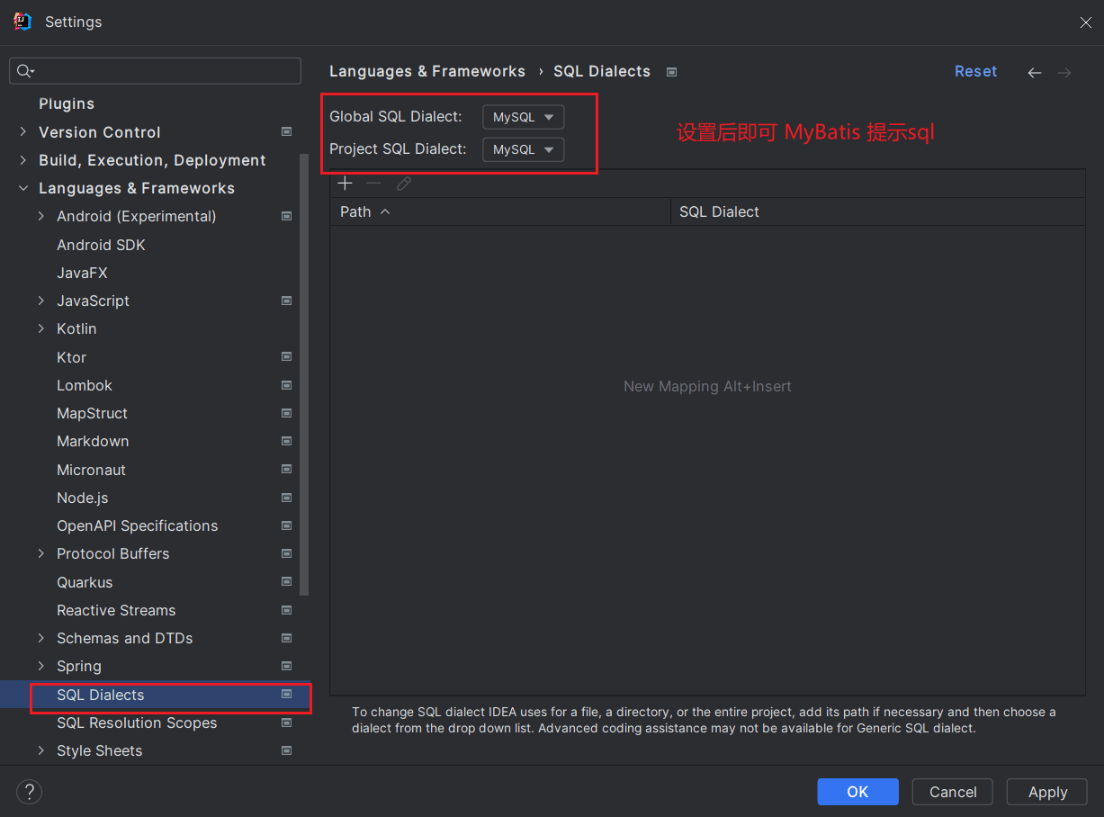 Settings
Plugins
Version Control
Build, Execution, Deployment
Languages & Frameworks
Android (Experimental)
Android SDK
JavaFX
JavaScript
Kotlin
Ktor
Lombok
MapStruct
Markdown
Micronaut
Node.js
OpenAPI Specifications
Protocol Buffers
Quarkus
Reactive Streams
Schemas and DTDs
Spring
SQL Dialects
SQL Resolution Scopes
Style Sheets
Languages & Frameworks › SQL Dialects
Reset
Global SQL Dialect: MySQL
Project SQL Dialect: MySQL
设置后即可 MyBatis 提示sql
Path SQL Dialect
New Mapping Alt+Insert
To change SQL dialect IDEA uses for a file, a directory, or the entire project, add its path if necessary and then choose a
dialect from the drop down list. Advanced coding assistance may not be available for Generic SQL dialect.
?
OK
Cancel
Apply